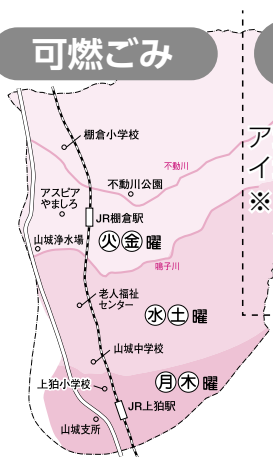 可燃ごみ
棚倉小学校
不動川
不動川公園
アスピア
やましろ
JR棚倉駅
山城浄水場
火金曜
鳴子川
老人福祉
センター
水土曜
山城中学校
月木曜
上狛小学校
JR上狛駅
山城支所
ア
イ
※